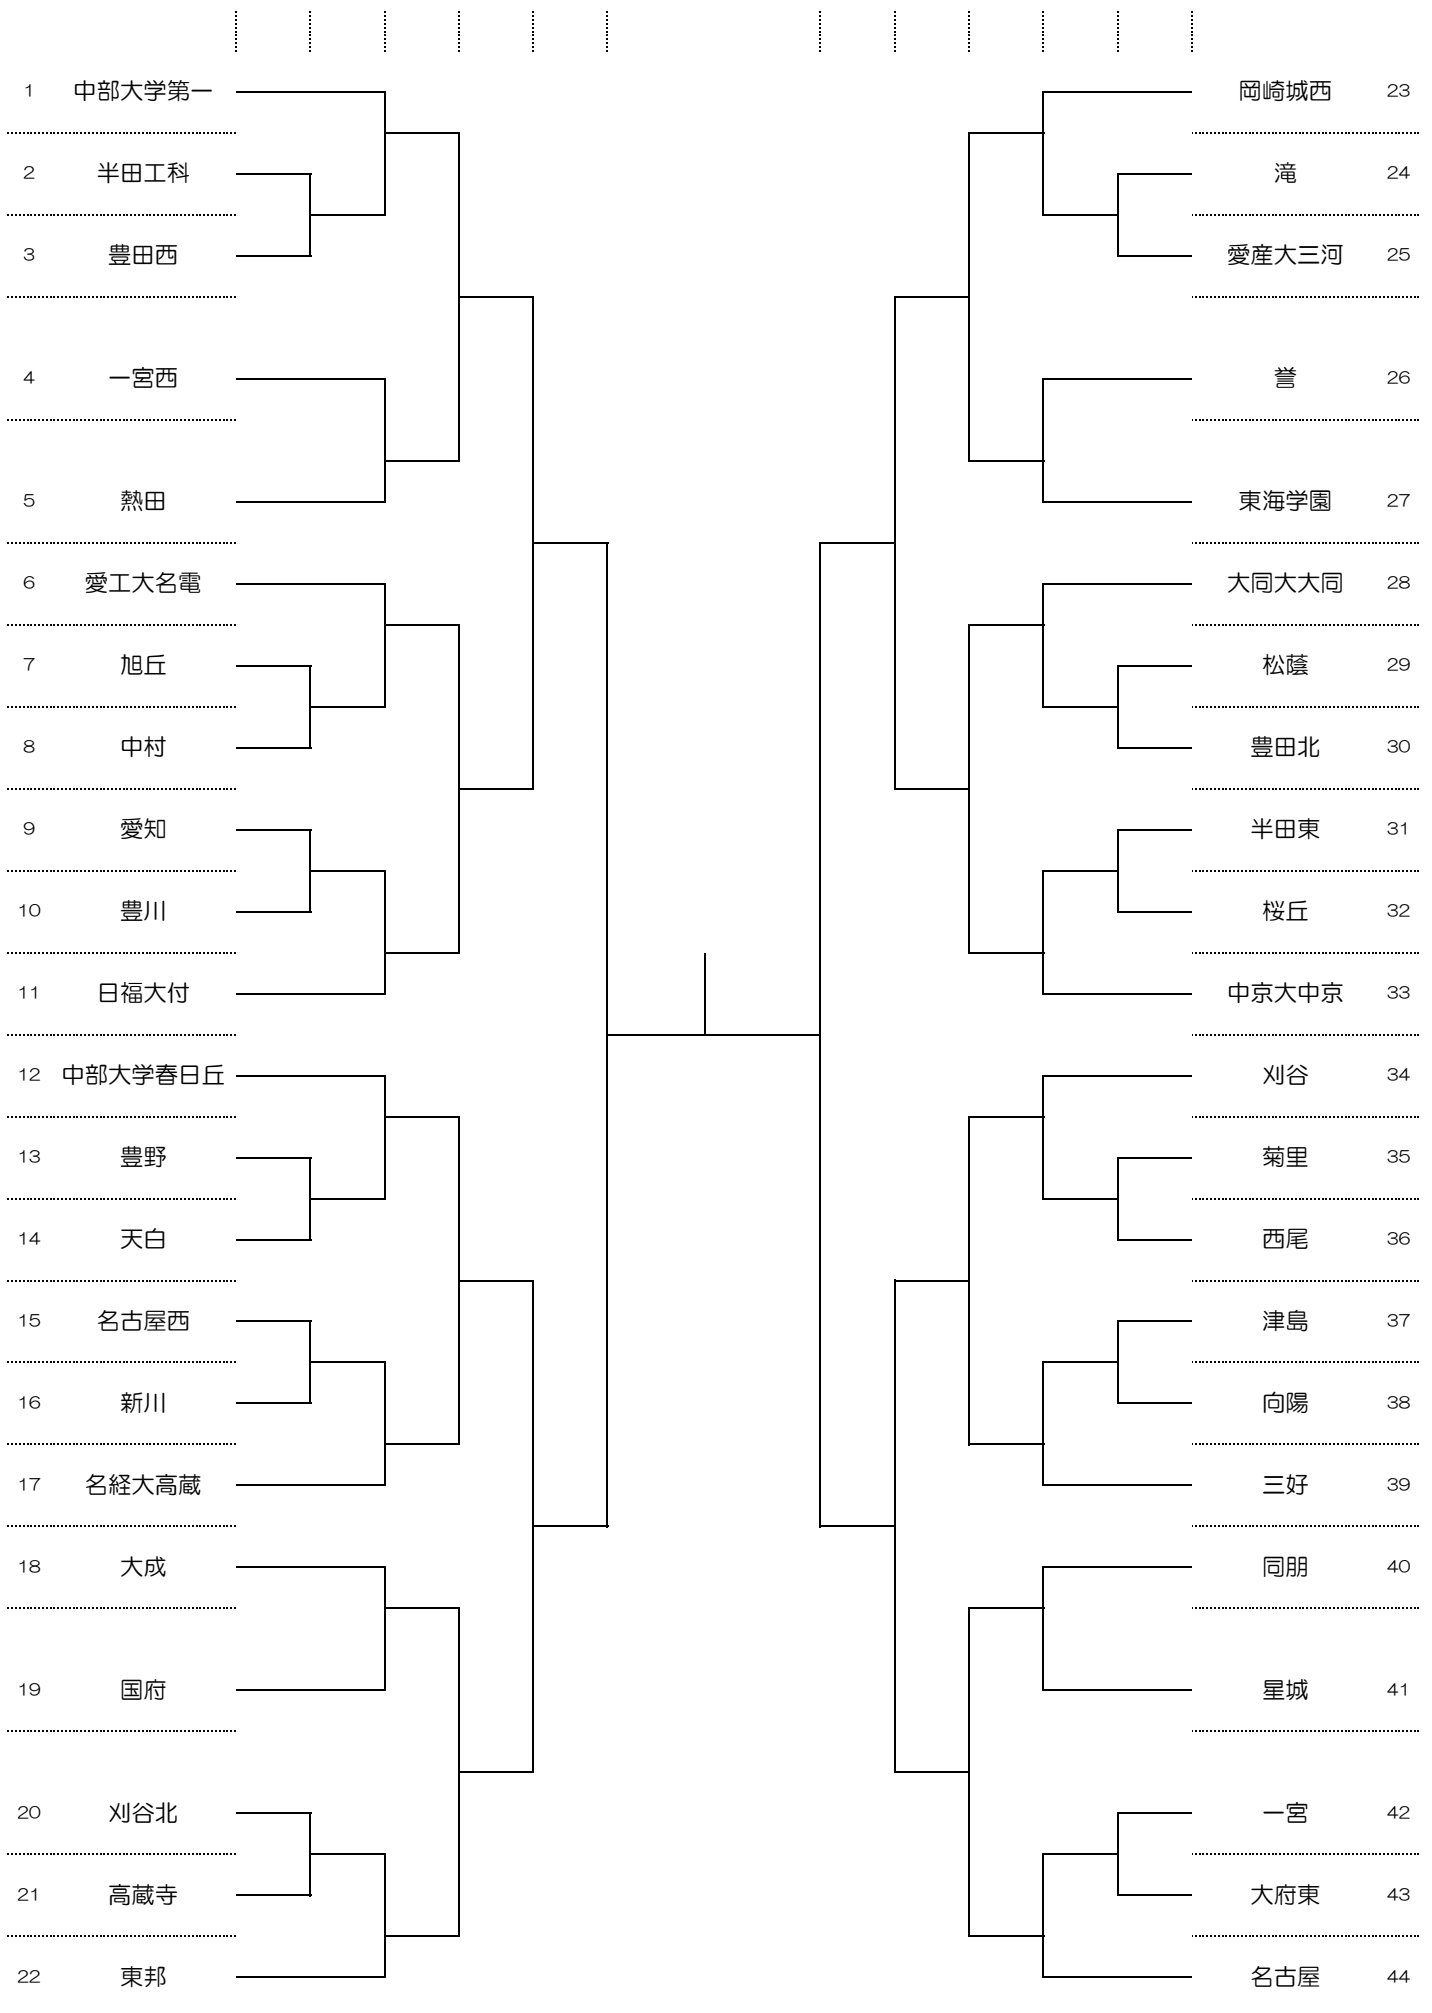 1 中部大学第一
2 半田工科
3 豊田西
4 一宮西
5 熱田
6 愛工大名電
7 旭丘
8 中村
9 愛知
10 豊川
11 日福大付
12 中部大学春日丘
13 豊野
14 天白
15 名古屋西
16 新川
17 名経大高蔵
18 大成
19 国府
20 刈谷北
21 高蔵寺
22 東邦
岡崎城西 23
滝 24
愛産大三河 25
誉 26
東海学園 27
大同大大同 28
松蔭 29
豊田北 30
半田東 31
桜丘 32
中京大中京 33
刈谷 34
菊里 35
西尾 36
津島 37
向陽 38
三好 39
同朋 40
星城 41
一宮 42
大府東 43
名古屋 44